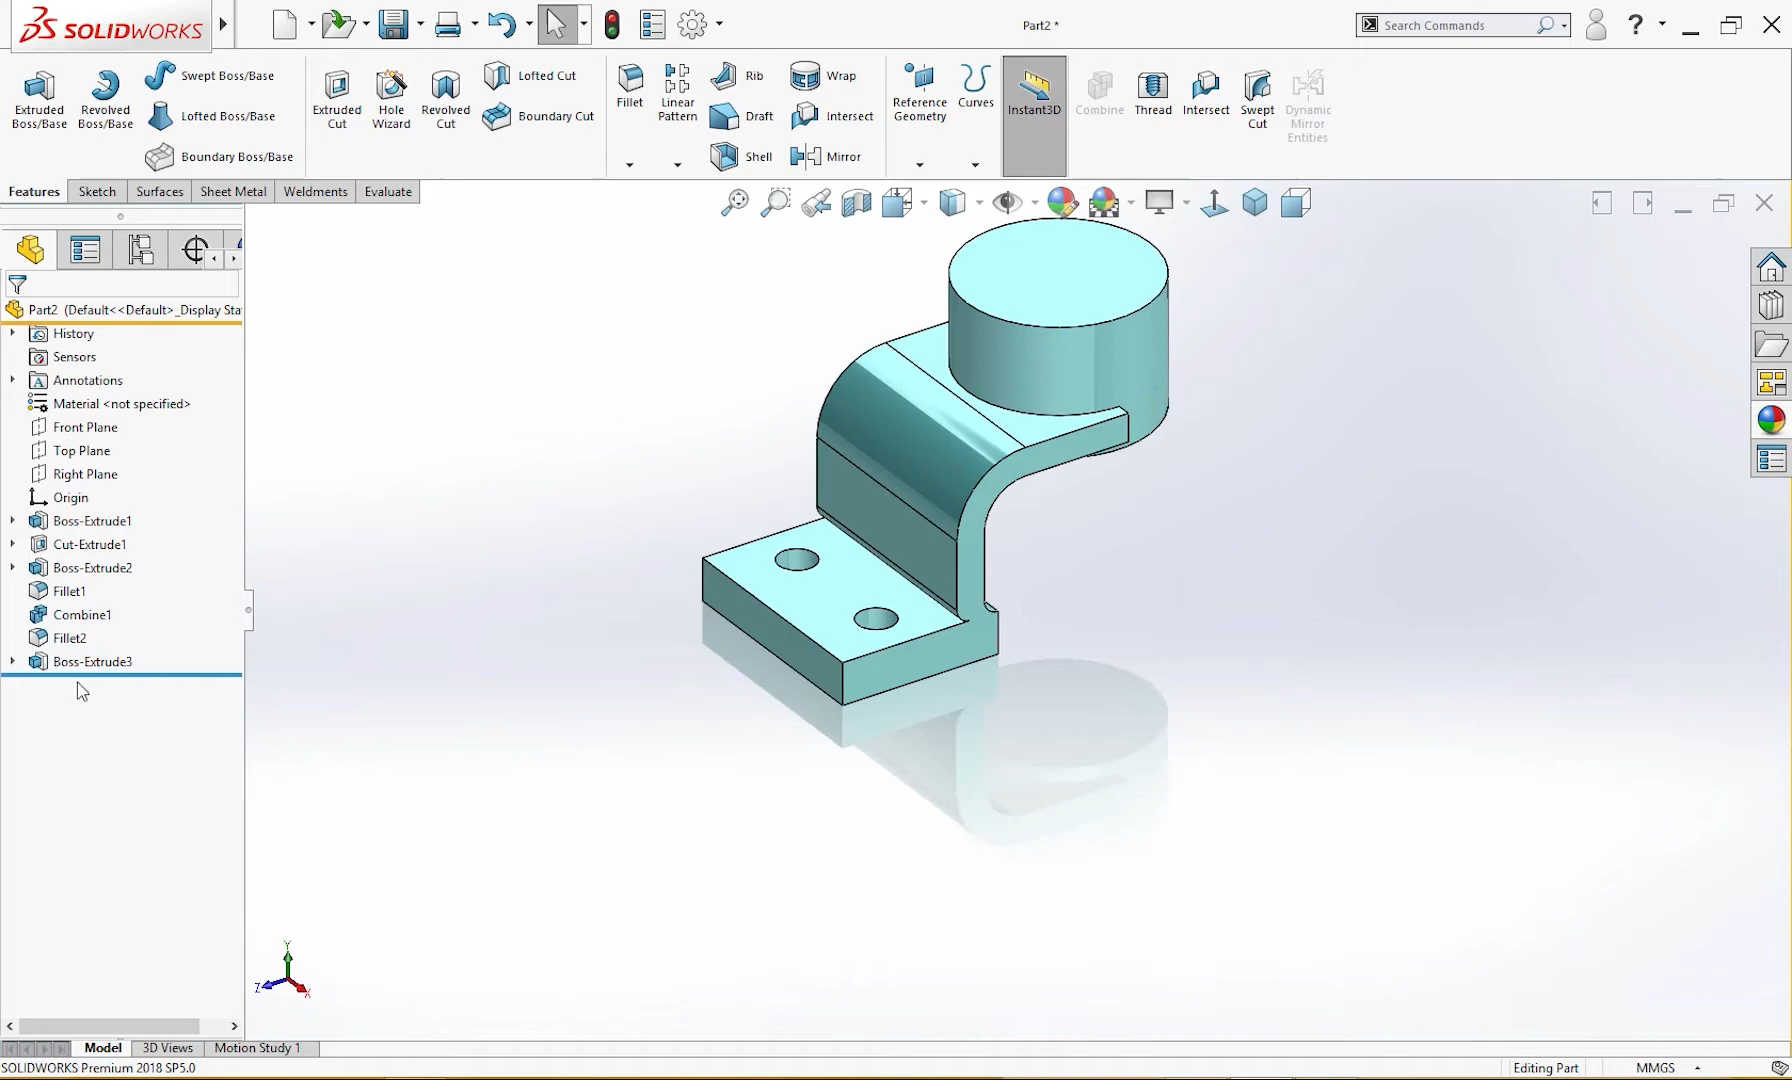 SOLIDWORKS
Part2 *
Search Commands
?
Extruded Boss/Base
Revolved Boss/Base
Swept Boss/Base
Lofted Boss/Base
Boundary Boss/Base
Extruded Cut
Hole Wizard
Revolved Cut
Lofted Cut
Boundary Cut
Fillet
Linear Pattern
Rib
Draft
Shell
Wrap
Intersect
Mirror
Reference Geometry
Curves
Instant3D
Combine
Thread
Intersect
Swept Cut
Dynamic Mirror Entities
Features
Sketch
Surfaces
Sheet Metal
Weldments
Evaluate
Part2 (Default<<Default>_Display Sta
History
Sensors
A
Annotations
Material <not specified>
Front Plane
Top Plane
Right Plane
Origin
Boss-Extrude1
Cut-Extrude1
Boss-Extrude2
Fillet1
Combine1
Fillet2
Boss-Extrude3
Y
Z
X
Model
3D Views
Motion Study 1
SOLIDWORKS Premium 2018 SP5.0
Editing Part
MMGS